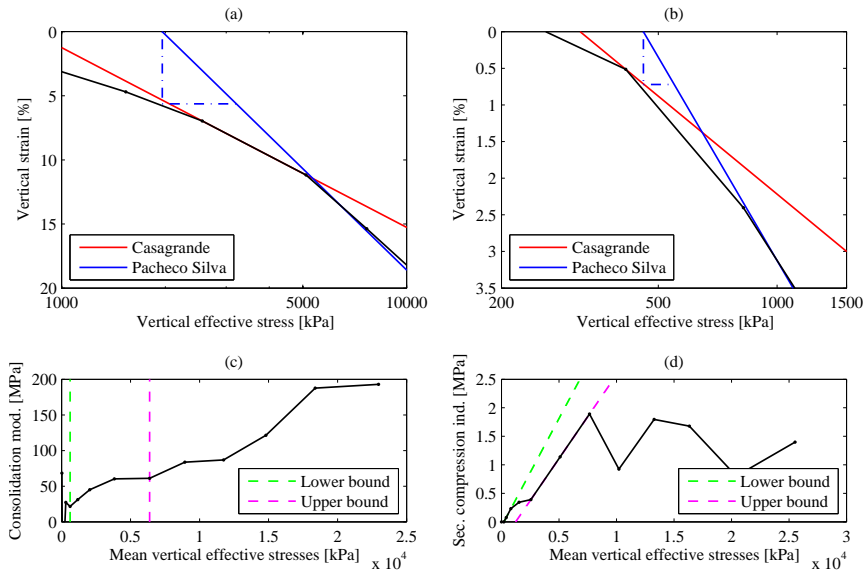 (a)
0
5
10
15
20
Vertical strain [%]
Casagrande
Pacheco Silva
1000
5000
10000
Vertical effective stress [kPa]
(b)
0
0.5
1
1.5
2
2.5
3
3.5
Vertical strain [%]
Casagrande
Pacheco Silva
200
500
1000
1500
Vertical effective stress [kPa]
(c)
200
150
100
50
0
Consolidation mod. [MPa]
Lower bound
Upper bound
0
0.5
1
1.5
2
2.5
x 10^4
Mean vertical effective stresses [kPa]
(d)
2.5
2
1.5
1
0.5
0
Sec. compression ind. [MPa]
Lower bound
Upper bound
0
0.5
1
1.5
2
2.5
3
x 10^4
Mean vertical effective stresses [kPa]